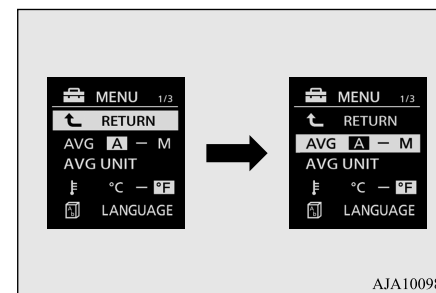 MENU 1/3
RETURN
AVG A – M
AVG UNIT
°C – °F
LANGUAGE
MENU 1/3
RETURN
AVG A – M
AVG UNIT
°C – °F
LANGUAGE